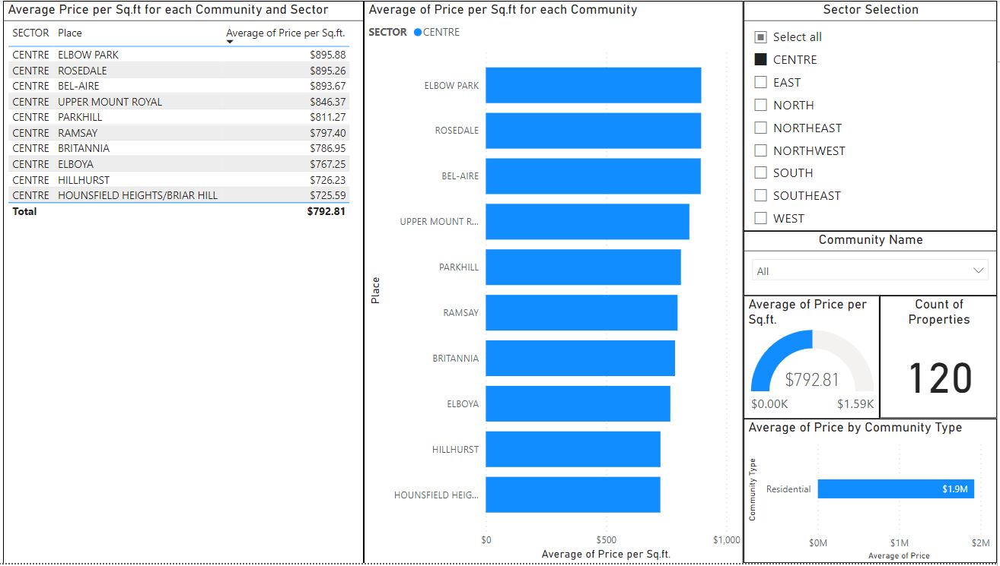 Average Price per Sq.ft for each Community and Sector
SECTOR Place Average of Price per Sq.ft.
CENTRE ELBOW PARK $895.88
CENTRE ROSEDALE $895.26
CENTRE BEL-AIRE $893.67
CENTRE UPPER MOUNT ROYAL $846.37
CENTRE PARKHILL $811.27
CENTRE RAMSAY $797.40
CENTRE BRITANNIA $786.95
CENTRE ELBOYA $767.25
CENTRE HILLHURST $726.23
CENTRE HOUNSFIELD HEIGHTS/BRIAR HILL $725.59
Total $792.81
Average of Price per Sq.ft for each Community
SECTOR CENTRE
Place
ELBOW PARK
ROSEDALE
BEL-AIRE
UPPER MOUNT R...
PARKHILL
RAMSAY
BRITANNIA
ELBOYA
HILLHURST
HOUNSFIELD HEIG...
$0 $500 $1,000
Average of Price per Sq.ft.
Sector Selection
Select all
CENTRE
EAST
NORTH
NORTHEAST
NORTHWEST
SOUTH
SOUTHEAST
WEST
Community Name
All
Average of Price per
Sq.ft.
$792.81
$0.00K $1.59K
Count of
Properties
120
Average of Price by Community Type
Community Type
Residential $1.9M
$0M $1M $2M
Average of Price